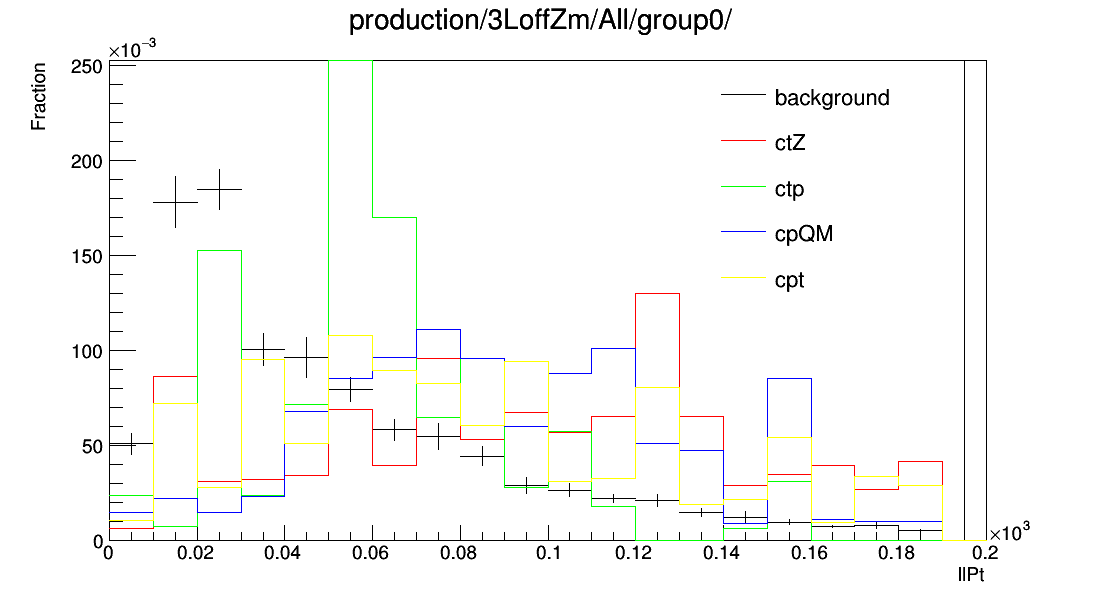 production/3LoffZm/All/group0/
×10⁻³
Fraction
250
200
150
100
50
0
background
ctZ
ctp
cpQM
cpt
0 0.02 0.04 0.06 0.08 0.1 0.12 0.14 0.16 0.18 0.2
×10³
llPt